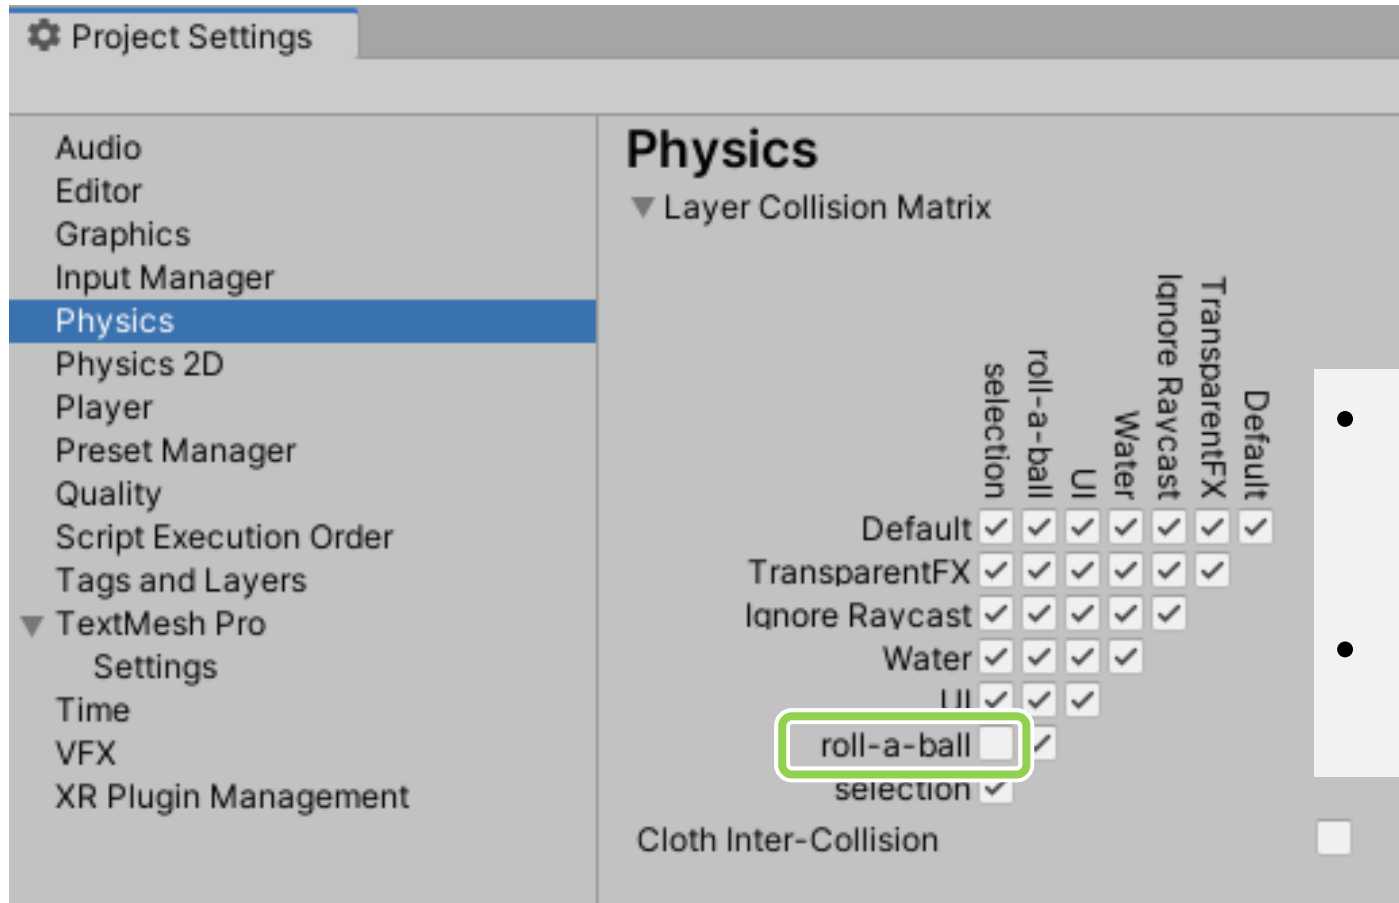 Project Settings
Audio
Editor
Graphics
Input Manager
Physics
Physics 2D
Player
Preset Manager
Quality
Script Execution Order
Tags and Layers
TextMesh Pro
Settings
Time
VFX
XR Plugin Management
Physics
Layer Collision Matrix
selection
roll-a-ball
UI
Water
Ignore Raycast
TransparentFX
Default
Default
TransparentFX
Ignore Raycast
Water
UI
roll-a-ball
selection
Cloth Inter-Collision